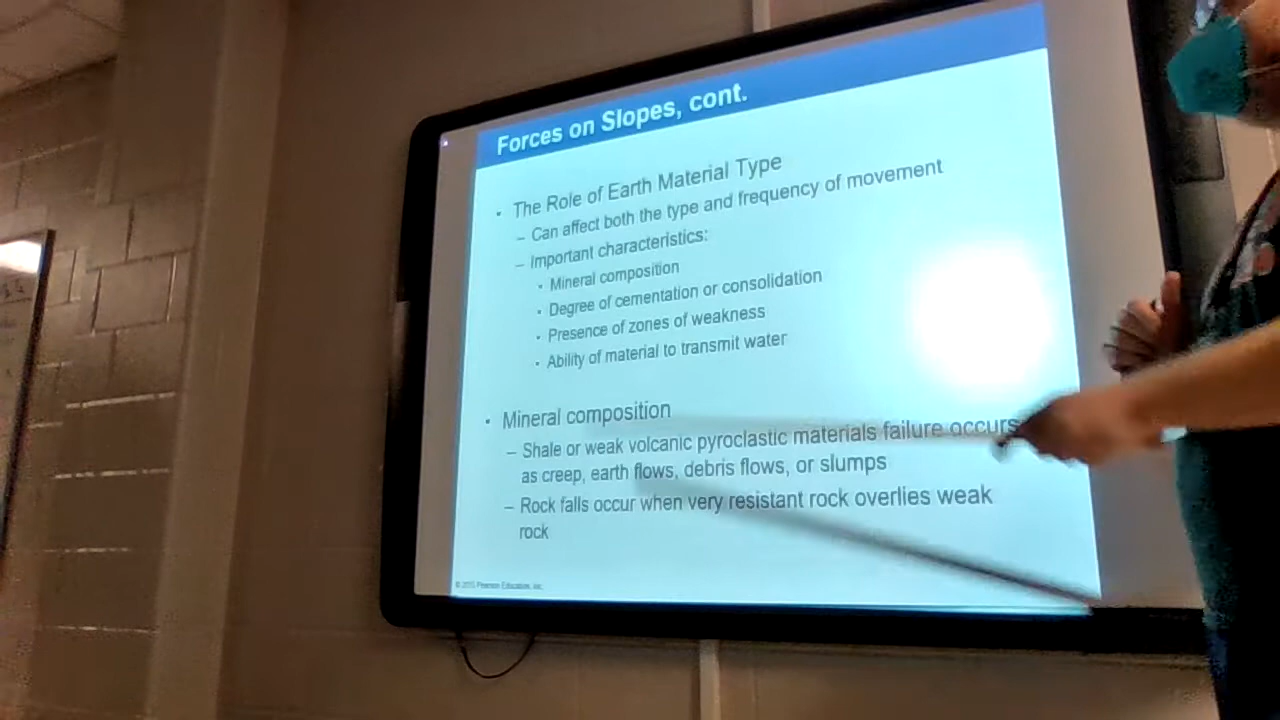 Forces on Slopes, cont.
• The Role of Earth Material Type
– Can affect both the type and frequency of movement
– Important characteristics:
• Mineral composition
• Degree of cementation or consolidation
• Presence of zones of weakness
• Ability of material to transmit water
• Mineral composition
– Shale or weak volcanic pyroclastic materials failure occurs
as creep, earth flows, debris flows, or slumps
– Rock falls occur when very resistant rock overlies weak
rock
Pearson Education, Inc.